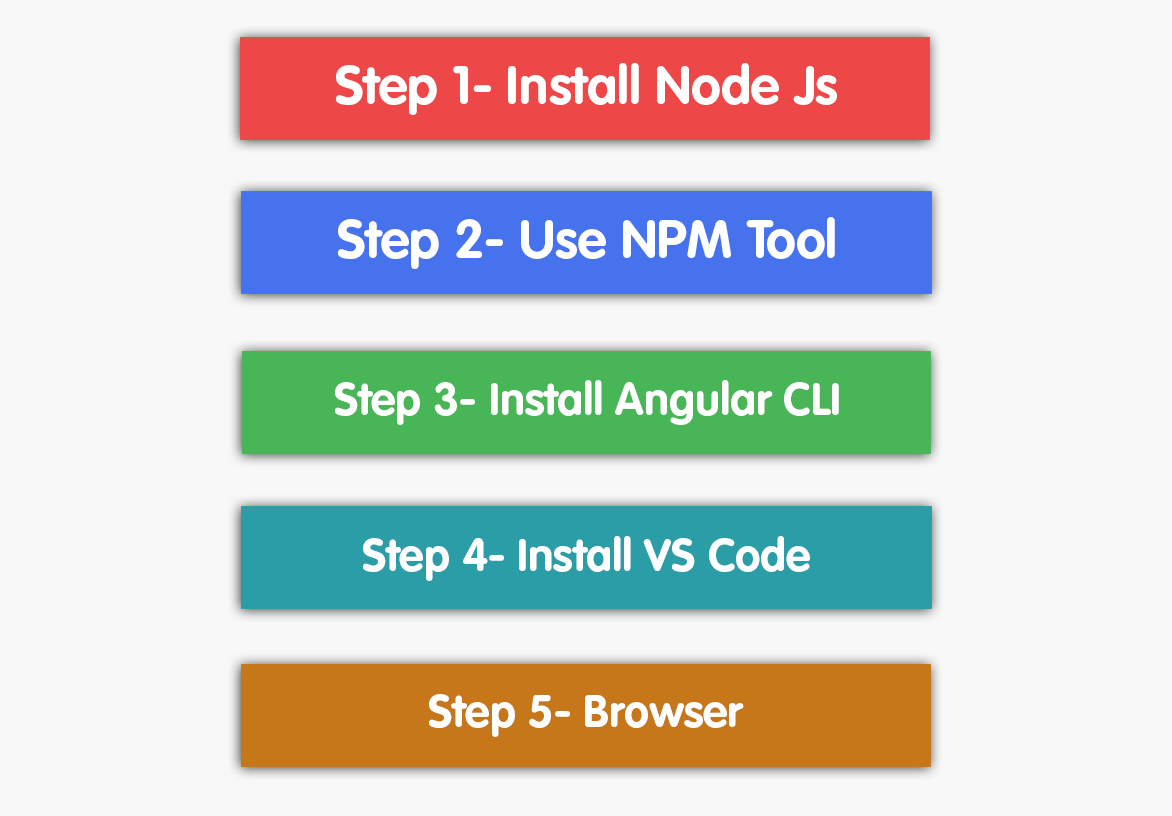 Step 1- Install Node Js
Step 2- Use NPM Tool
Step 3- Install Angular CLI
Step 4- Install VS Code
Step 5- Browser